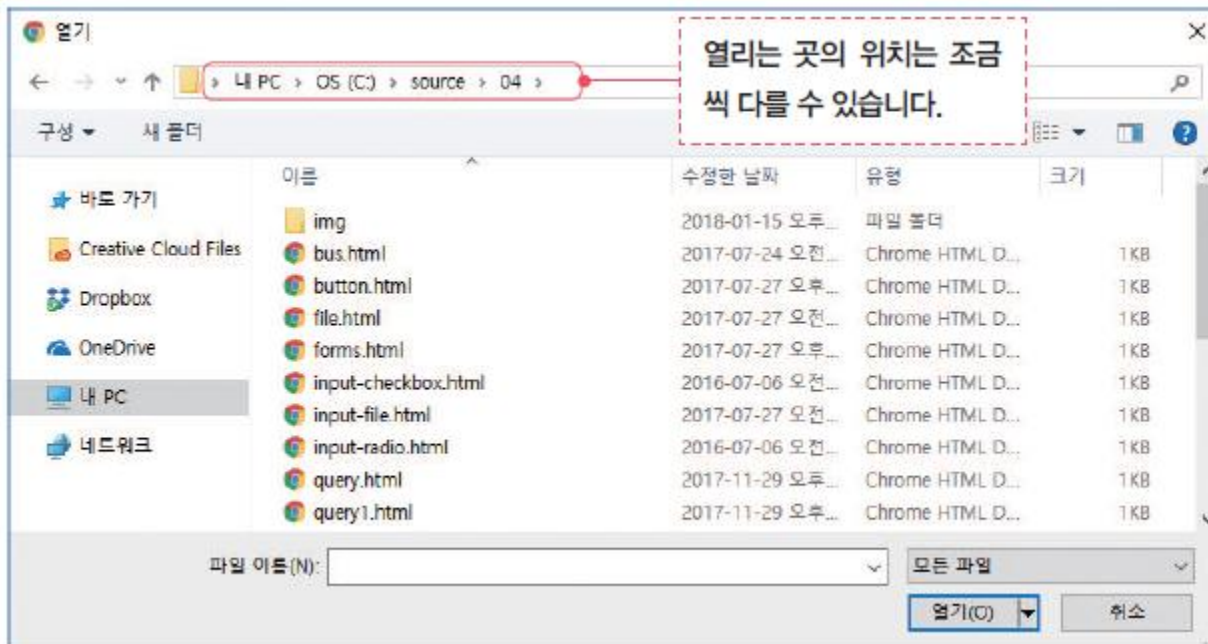 열기
열리는 곳의 위치는 조금
씩 다를 수 있습니다.
내 PC > OS (C:) > source > 04 >
구성 새 폴더
이름 수정한 날짜 유형 크기
바로 가기
Creative Cloud Files
Dropbox
OneDrive
내 PC
네트워크
img 2018-01-15 오후... 파일 폴더
bus.html 2017-07-24 오전... Chrome HTML D... 1KB
button.html 2017-07-27 오후... Chrome HTML D... 1KB
file.html 2017-07-27 오전... Chrome HTML D... 1KB
forms.html 2017-07-27 오후... Chrome HTML D... 1KB
input-checkbox.html 2016-07-06 오전... Chrome HTML D... 1KB
input-file.html 2017-07-27 오전... Chrome HTML D... 1KB
input-radio.html 2016-07-06 오전... Chrome HTML D... 1KB
query.html 2017-11-29 오후... Chrome HTML D... 1KB
query1.html 2017-11-29 오후... Chrome HTML D... 1KB
파일 이름(N): 모든 파일
열기(O) 취소